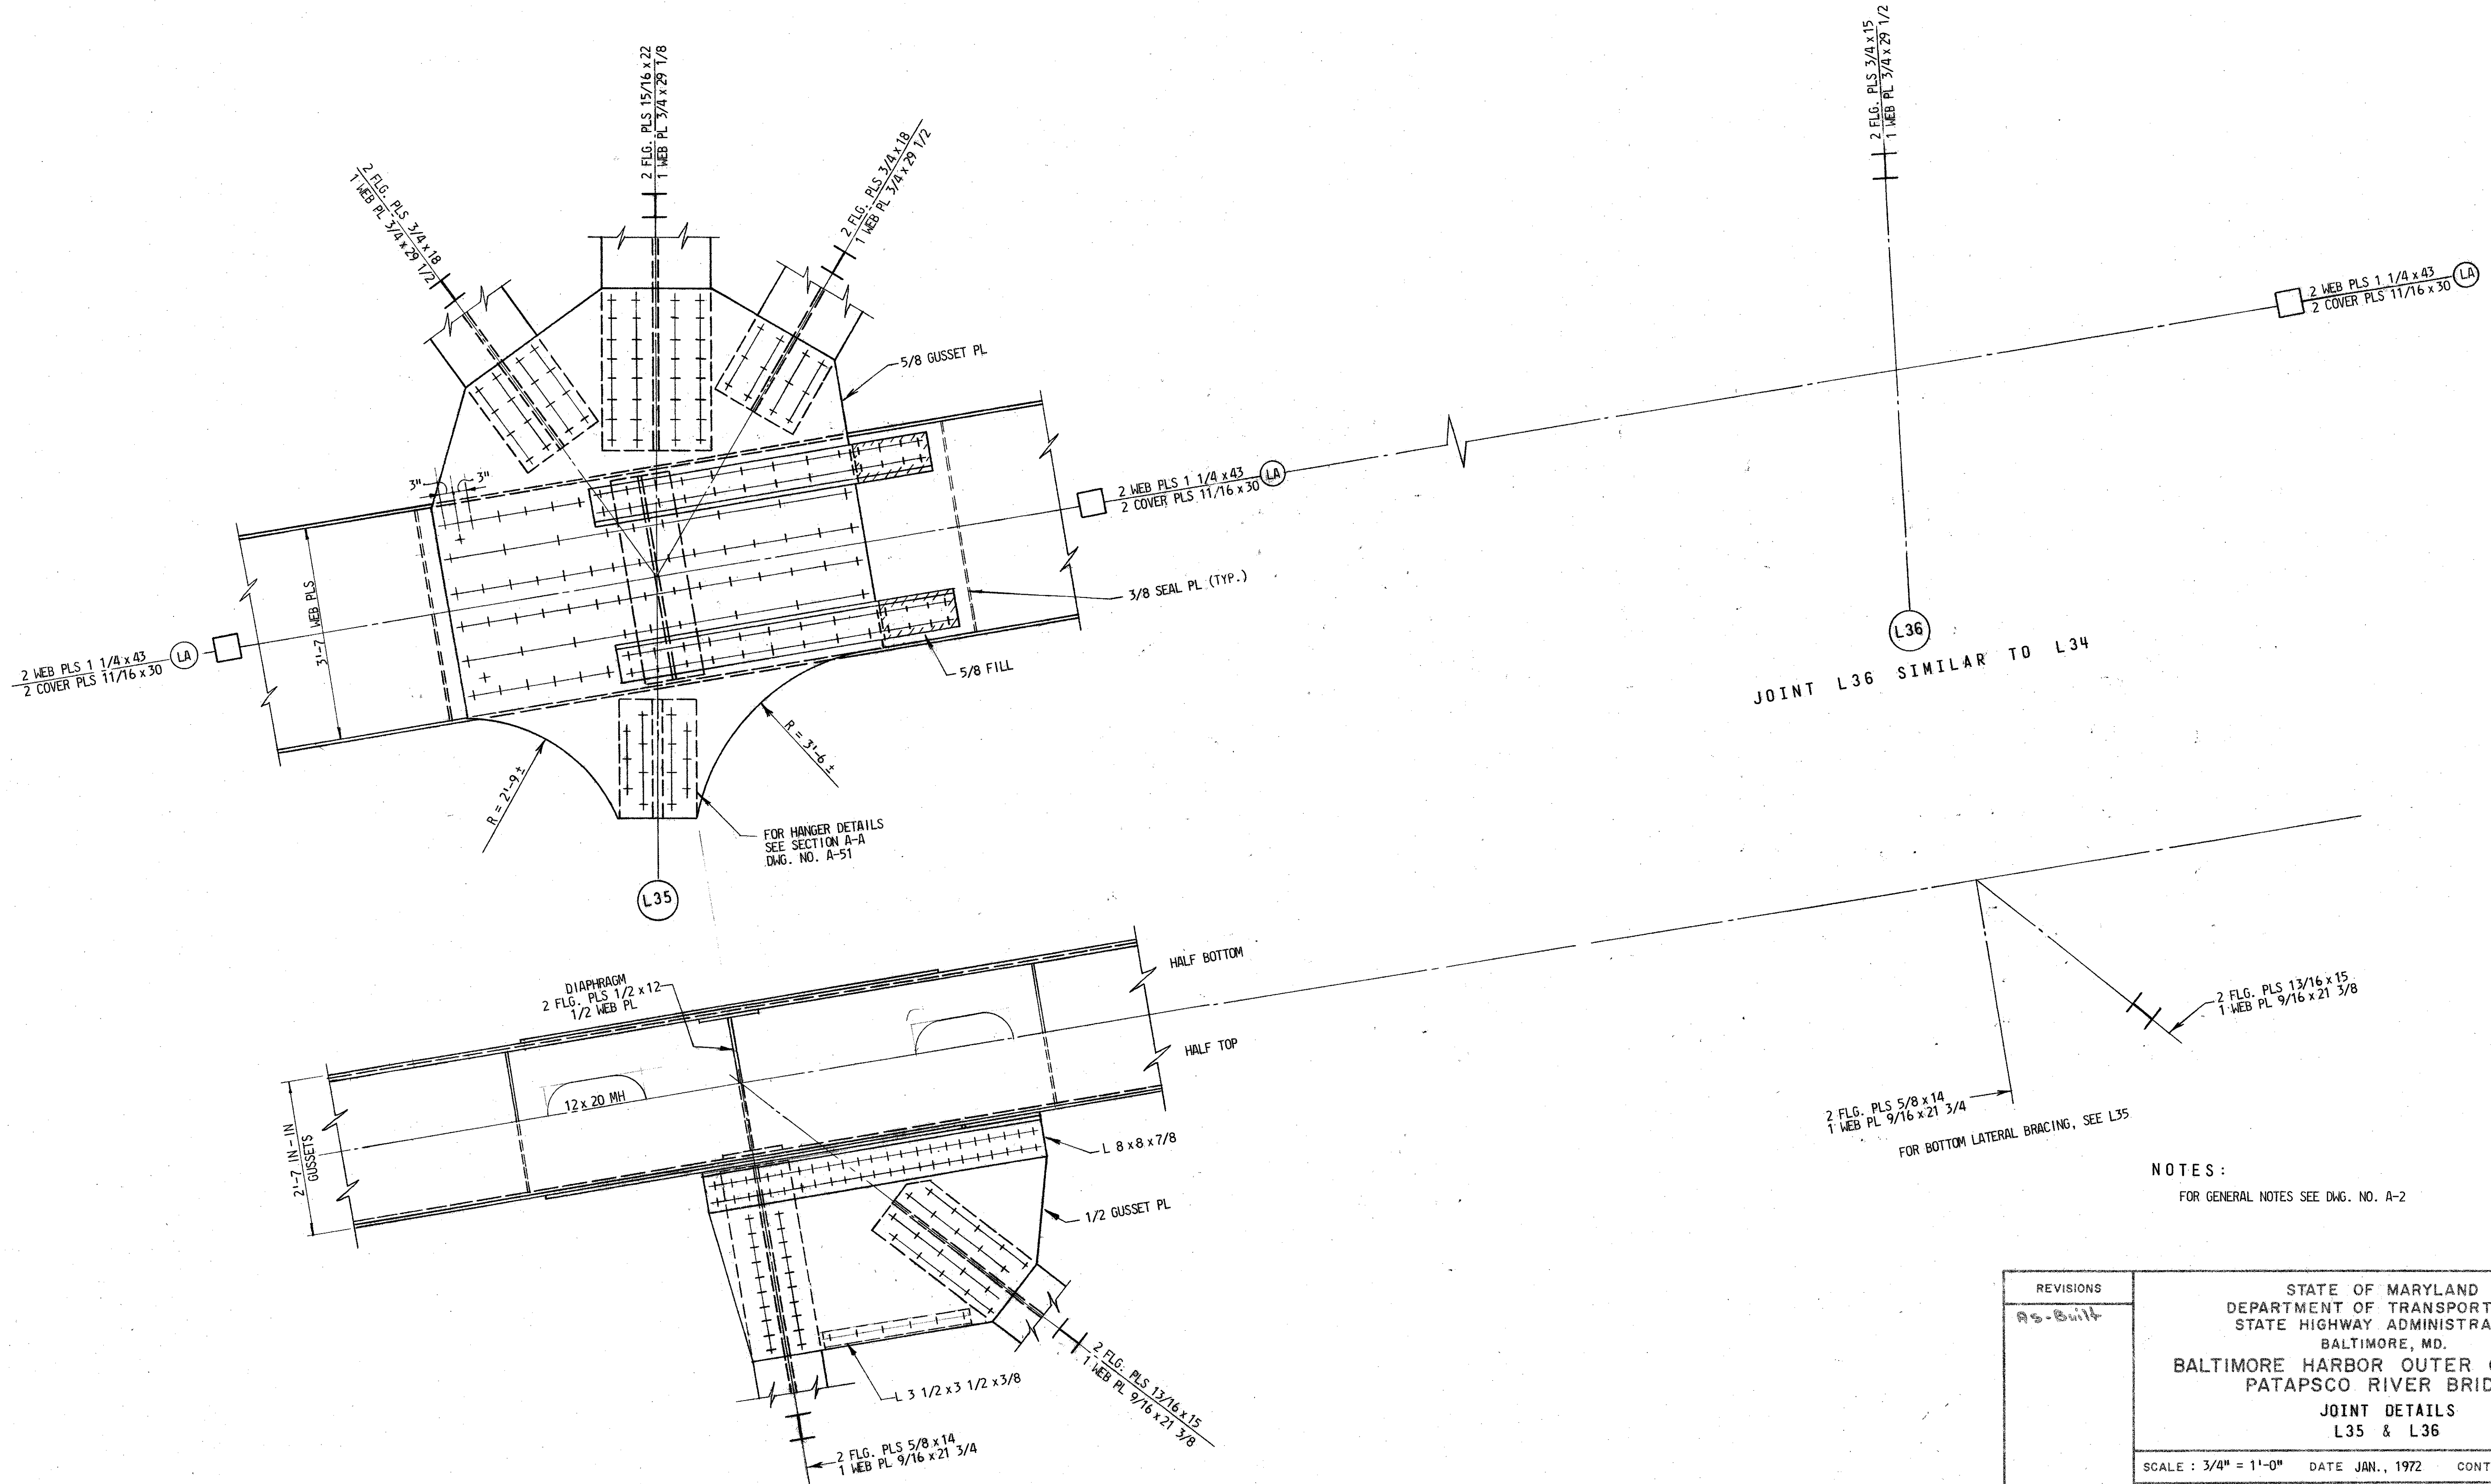 2 FLG. PLS 15/16 x 22
1 WEB PL 3/4 x 29 1/8
2 FLG. PLS 3/4 x 18
1 WEB PL 3/4 x 29 1/2
2 FLG. PLS 3/4 x 18
1 WEB PL 3/4 x 29 1/2
2 FLG. PLS 3/4 x 15
1 WEB PL 3/4 x 29 1/2
5/8 GUSSET PL
3"
3"
2 WEB PLS 1 1/4 x 43
2 COVER PLS 11/16 x 30
LA
2 WEB PLS 1 1/4 x 43
2 COVER PLS 11/16 x 30
LA
3'-7 WEB PLS
3/8 SEAL PL (TYP.)
2 WEB PLS 1 1/4 x 43
2 COVER PLS 11/16 x 30
LA
5/8 FILL
R = 2'-9 ±
R = 3'-6 ±
FOR HANGER DETAILS
SEE SECTION A-A
DWG. NO. A-51
L35
L36
JOINT L36 SIMILAR TO L34
DIAPHRAGM
2 FLG. PLS 1/2 x 12
1/2 WEB PL
HALF BOTTOM
HALF TOP
12 x 20 MH
2'-7 IN-IN
GUSSETS
L 8 x 8 x 7/8
1/2 GUSSET PL
L 3 1/2 x 3 1/2 x 3/8
2 FLG. PLS 13/16 x 15
1 WEB PL 9/16 x 21 3/8
2 FLG. PLS 5/8 x 14
1 WEB PL 9/16 x 21 3/4
2 FLG. PLS 13/16 x 15
1 WEB PL 9/16 x 21 3/8
2 FLG. PLS 5/8 x 14
1 WEB PL 9/16 x 21 3/4
FOR BOTTOM LATERAL BRACING, SEE L35
NOTES:
FOR GENERAL NOTES SEE DWG. NO. A-2
REVISIONS
As-Built
STATE OF MARYLAND
DEPARTMENT OF TRANSPORT
STATE HIGHWAY ADMINISTRA
BALTIMORE, MD.
BALTIMORE HARBOR OUTER
PATAPSCO RIVER BRID
JOINT DETAILS
L35 & L36
SCALE : 3/4" = 1'-0" DATE JAN., 1972 CONT